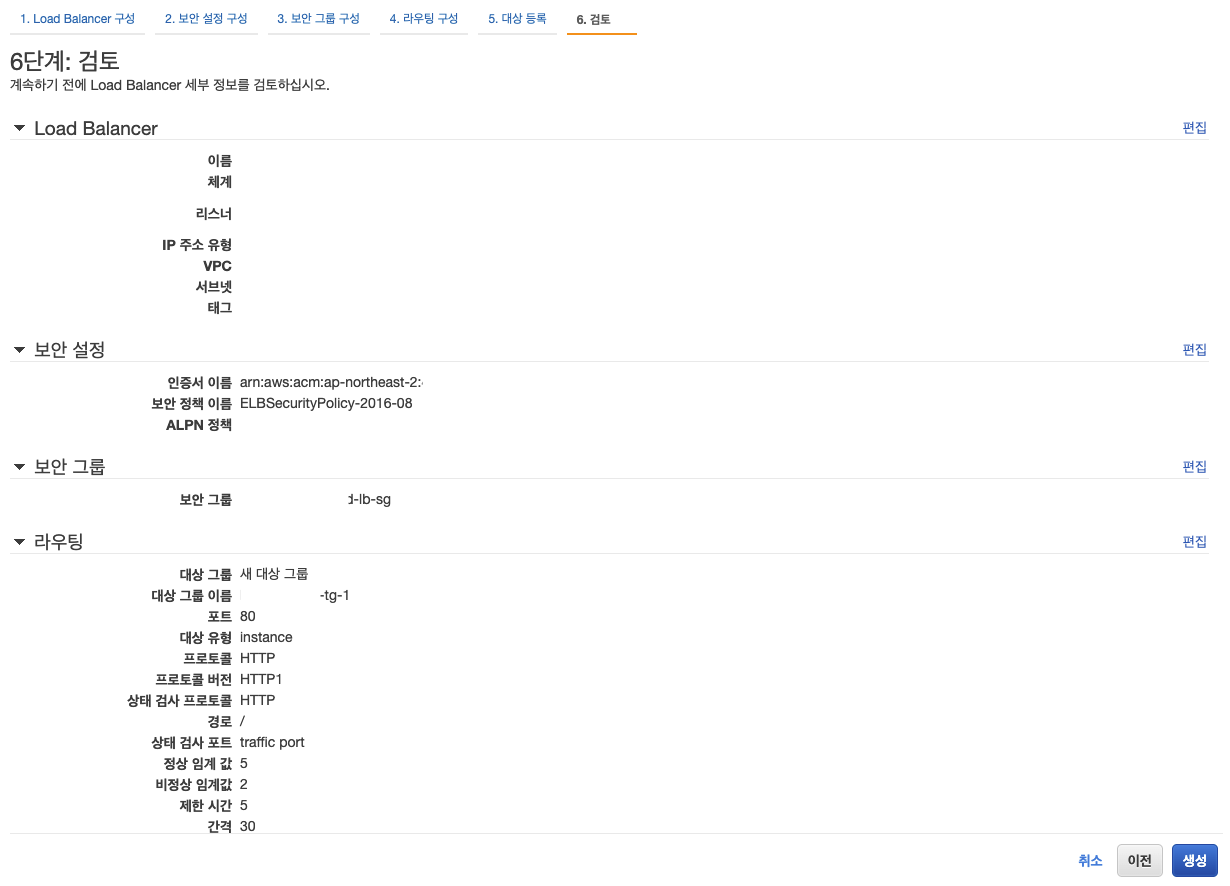 1. Load Balancer 구성 2. 보안 설정 구성 3. 보안 그룹 구성 4. 라우팅 구성 5. 대상 등록 6. 검토
6단계: 검토
계속하기 전에 Load Balancer 세부 정보를 검토하십시오.
Load Balancer 편집
이름
체계
리스너
IP 주소 유형
VPC
서브넷
태그
보안 설정 편집
인증서 이름 arn:aws:acm:ap-northeast-2:
보안 정책 이름 ELBSecurityPolicy-2016-08
ALPN 정책
보안 그룹 편집
보안 그룹 d-lb-sg
라우팅 편집
대상 그룹 새 대상 그룹
대상 그룹 이름 -tg-1
포트 80
대상 유형 instance
프로토콜 HTTP
프로토콜 버전 HTTP1
상태 검사 프로토콜 HTTP
경로 /
상태 검사 포트 traffic port
정상 임계 값 5
비정상 임계값 2
제한 시간 5
간격 30
취소 이전 생성